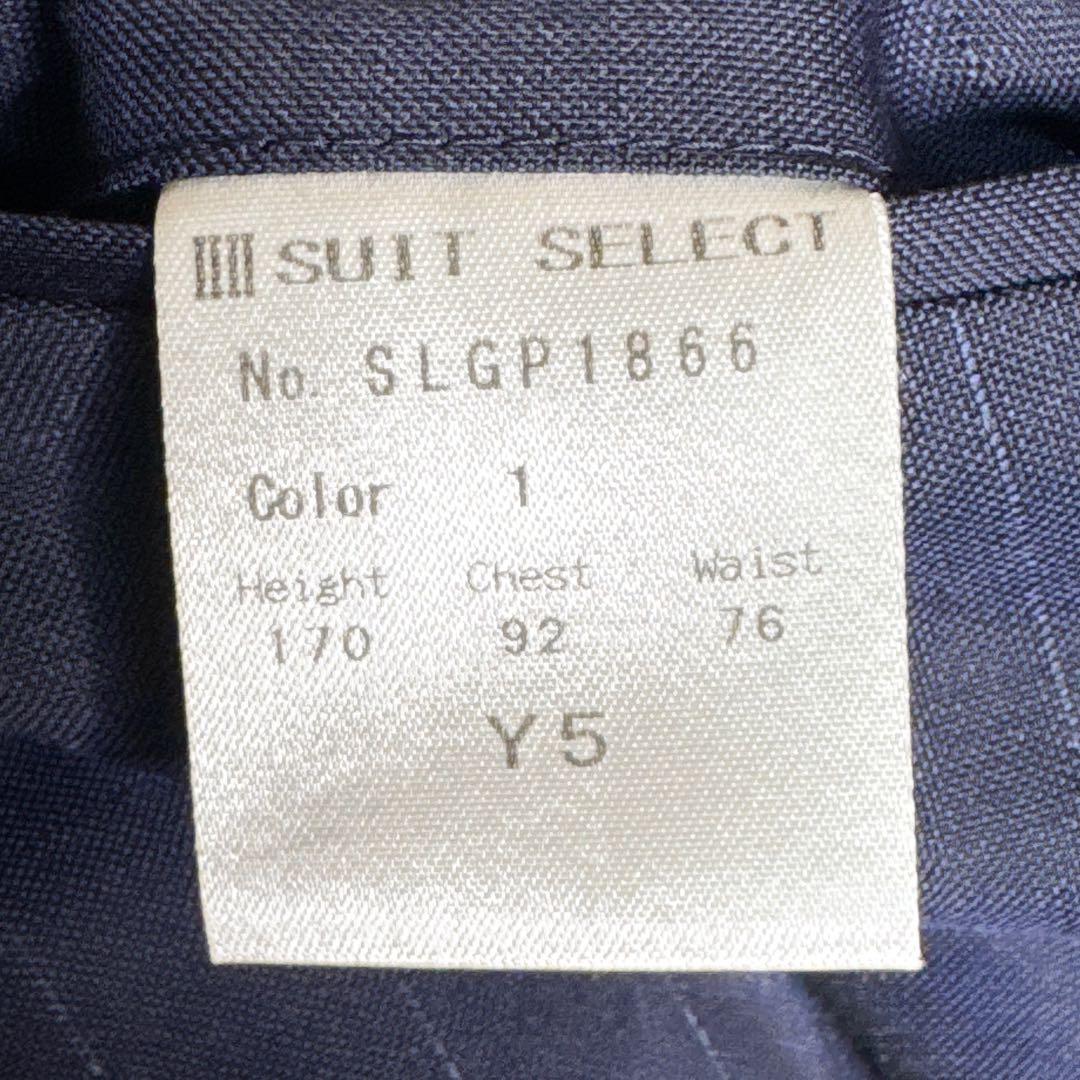 SUIT SELECT
No. SLGP1866
Color 1
Height Chest Waist
170 92 76
Y5